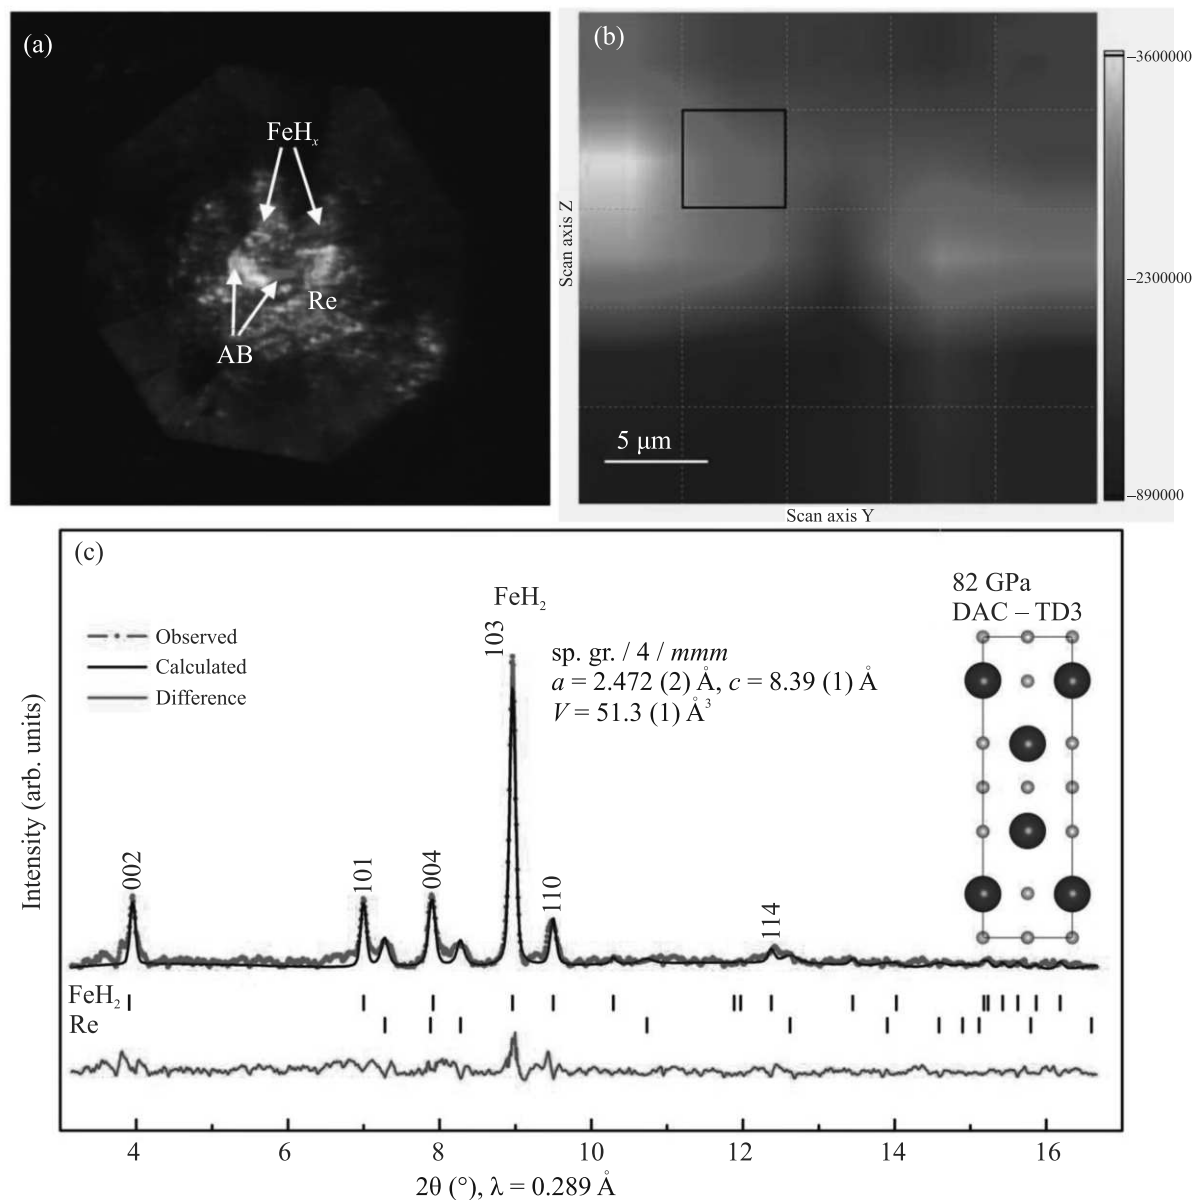 (a)
FeHₓ
Re
AB
(b)
Scan axis Z
5 μm
Scan axis Y
–3600000
–2300000
–890000
(c)
Observed
Calculated
Difference
FeH₂
sp. gr. / 4 / mmm
a = 2.472 (2) Å, c = 8.39 (1) Å
V = 51.3 (1) Å³
82 GPa
DAC – TD3
Intensity (arb. units)
002
101
004
103
110
114
FeH₂
Re
4 6 8 10 12 14 16
2θ (°), λ = 0.289 Å